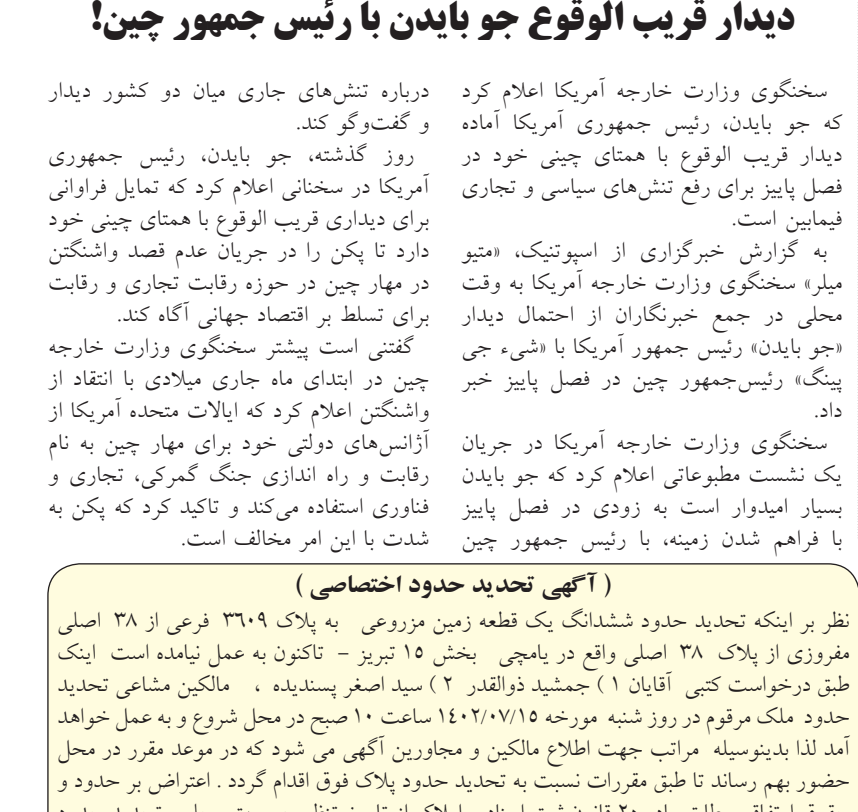 دیدار قریب الوقوع جو بایدن با رئیس جمهور چین!
سخنگوی وزارت خارجه آمریکا اعلام کرد
که جو بایدن، رئیس جمهوری آمریکا آماده
دیدار قریب الوقوع با همتای چینی خود در
فصل پاییز برای رفع تنش‌های سیاسی و تجاری
فیمابین است.
به گزارش خبرگزاری از اسپوتنیک، «متیو
میلر» سخنگوی وزارت خارجه آمریکا به وقت
محلی در جمع خبرنگاران از احتمال دیدار
«جو بایدن» رئیس جمهور آمریکا با «شیء جی
پینگ» رئیس‌جمهور چین در فصل پاییز خبر
داد.
سخنگوی وزارت خارجه آمریکا در جریان
یک نشست مطبوعاتی اعلام کرد که جو بایدن
بسیار امیدوار است به زودی در فصل پاییز
با فراهم شدن زمینه، با رئیس جمهور چین
درباره تنش‌های جاری میان دو کشور دیدار
و گفت‌وگو کند.
روز گذشته، جو بایدن، رئیس جمهوری
آمریکا در سخنانی اعلام کرد که تمایل فراوانی
برای دیداری قریب الوقوع با همتای چینی خود
دارد تا پکن را در جریان عدم قصد واشنگتن
در مهار چین در حوزه رقابت تجاری و رقابت
برای تسلط بر اقتصاد جهانی آگاه کند.
گفتنی است پیشتر سخنگوی وزارت خارجه
چین در ابتدای ماه جاری میلادی با انتقاد از
واشنگتن اعلام کرد که ایالات متحده آمریکا از
آژانس‌های دولتی خود برای مهار چین به نام
رقابت و راه اندازی جنگ گمرکی، تجاری و
فناوری استفاده می‌کند و تاکید کرد که پکن به
شدت با این امر مخالف است.
( آگهی تحدید حدود اختصاصی )
نظر بر اینکه تحدید حدود ششدانگ یک قطعه زمین مزروعی به پلاک ۳٦۰۹ فرعی از ۳۸ اصلی
مفروزی از پلاک ۳۸ اصلی واقع در یامچی بخش ۱٥ تبریز - تاکنون به عمل نیامده است اینک
طبق درخواست کتبی آقایان ۱ ) جمشید ذوالقدر ۲ ) سید اصغر پسندیده ، مالکین مشاعی تحدید
حدود ملک مرقوم در روز شنبه مورخه ۱٤۰۲/۰۷/۱٥ ساعت ۱۰ صبح در محل شروع و به عمل خواهد
آمد لذا بدینوسیله مراتب جهت اطلاع مالکین و مجاورین آگهی می شود که در موعد مقرر در محل
حضور بهم رساند تا طبق مقررات نسبت به تحدید حدود پلاک فوق اقدام گردد . اعتراض بر حدود و